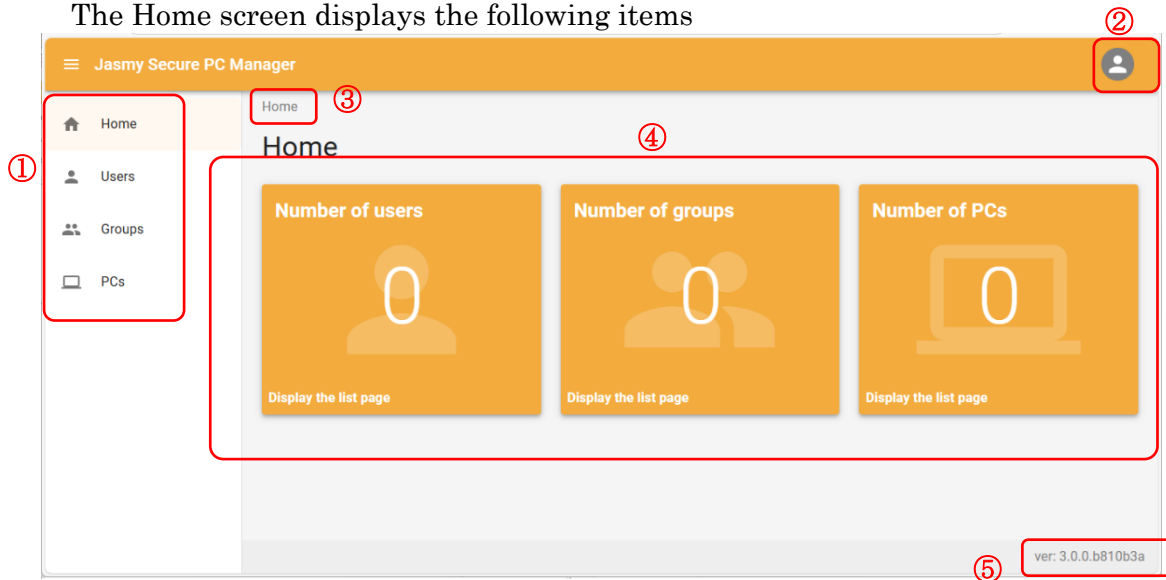 The Home screen displays the following items
②
Jasmy Secure PC Manager
①
Home
Users
Groups
PCs
Home
③
Home
④
Number of users
0
Display the list page
Number of groups
0
Display the list page
Number of PCs
0
Display the list page
⑤
ver: 3.0.0.b810b3a